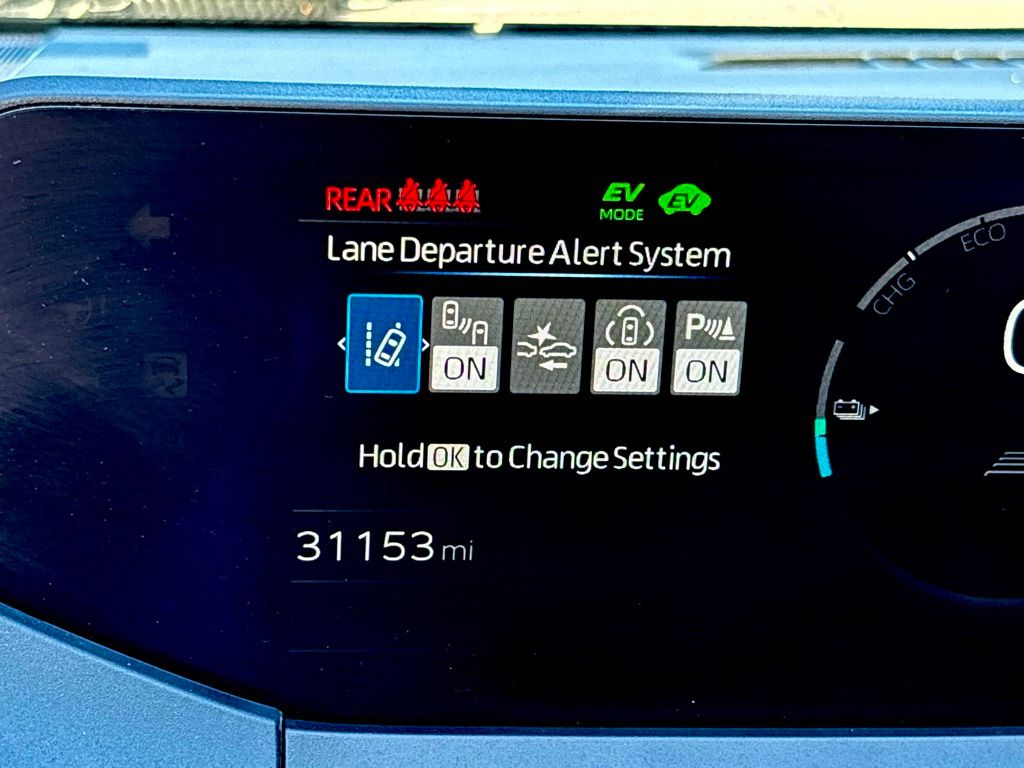 REAR
EV
MODE
EV
Lane Departure Alert System
ON
ON
P
ON
Hold OK to Change Settings
31153 mi
ECO
CHG